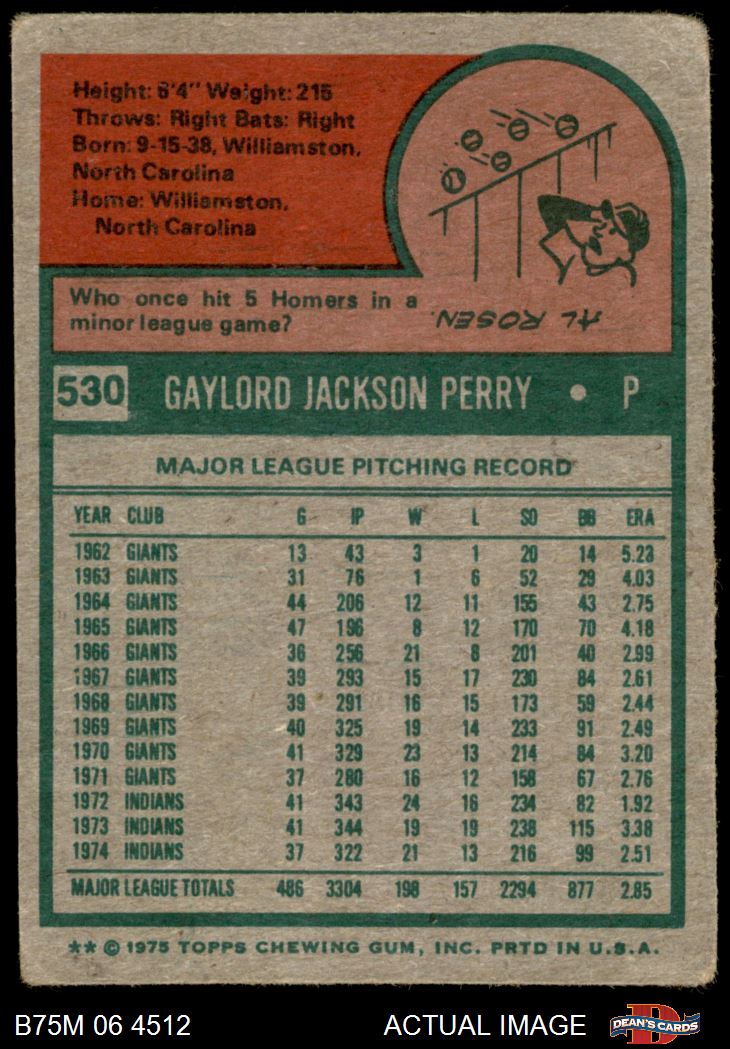 Height: 6'4" Weight: 215
Throws: Right Bats: Right
Born: 9-15-38, Williamston,
North Carolina
Home: Williamston,
North Carolina
Who once hit 5 Homers in a
minor league game?
AL ROSEN.
530 GAYLORD JACKSON PERRY • P
MAJOR LEAGUE PITCHING RECORD
YEAR CLUB G IP W L SO BB ERA
1962 GIANTS 13 43 3 1 20 14 5.23
1963 GIANTS 31 76 1 6 52 29 4.03
1964 GIANTS 44 206 12 11 155 43 2.75
1965 GIANTS 47 196 8 12 170 70 4.18
1966 GIANTS 36 256 21 8 201 40 2.99
1967 GIANTS 39 293 15 17 230 84 2.61
1968 GIANTS 39 291 16 15 173 59 2.44
1969 GIANTS 40 325 19 14 233 91 2.49
1970 GIANTS 41 329 23 13 214 84 3.20
1971 GIANTS 37 280 16 12 158 67 2.76
1972 INDIANS 41 343 24 16 234 82 1.92
1973 INDIANS 41 344 19 19 238 115 3.38
1974 INDIANS 37 322 21 13 216 99 2.51
MAJOR LEAGUE TOTALS 486 3304 198 157 2294 877 2.85
** © 1975 TOPPS CHEWING GUM, INC. PRTD IN U.S.A.
B75M 06 4512 ACTUAL IMAGE DEAN'S CARDS